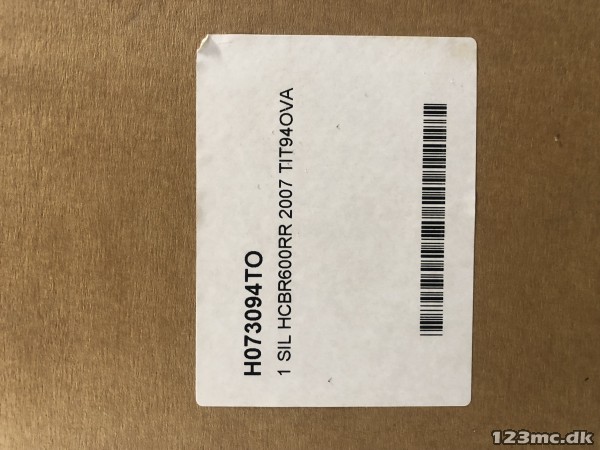 H073094TO
1 SIL HCBR600RR 2007 TIT94OVA
123mc.dk